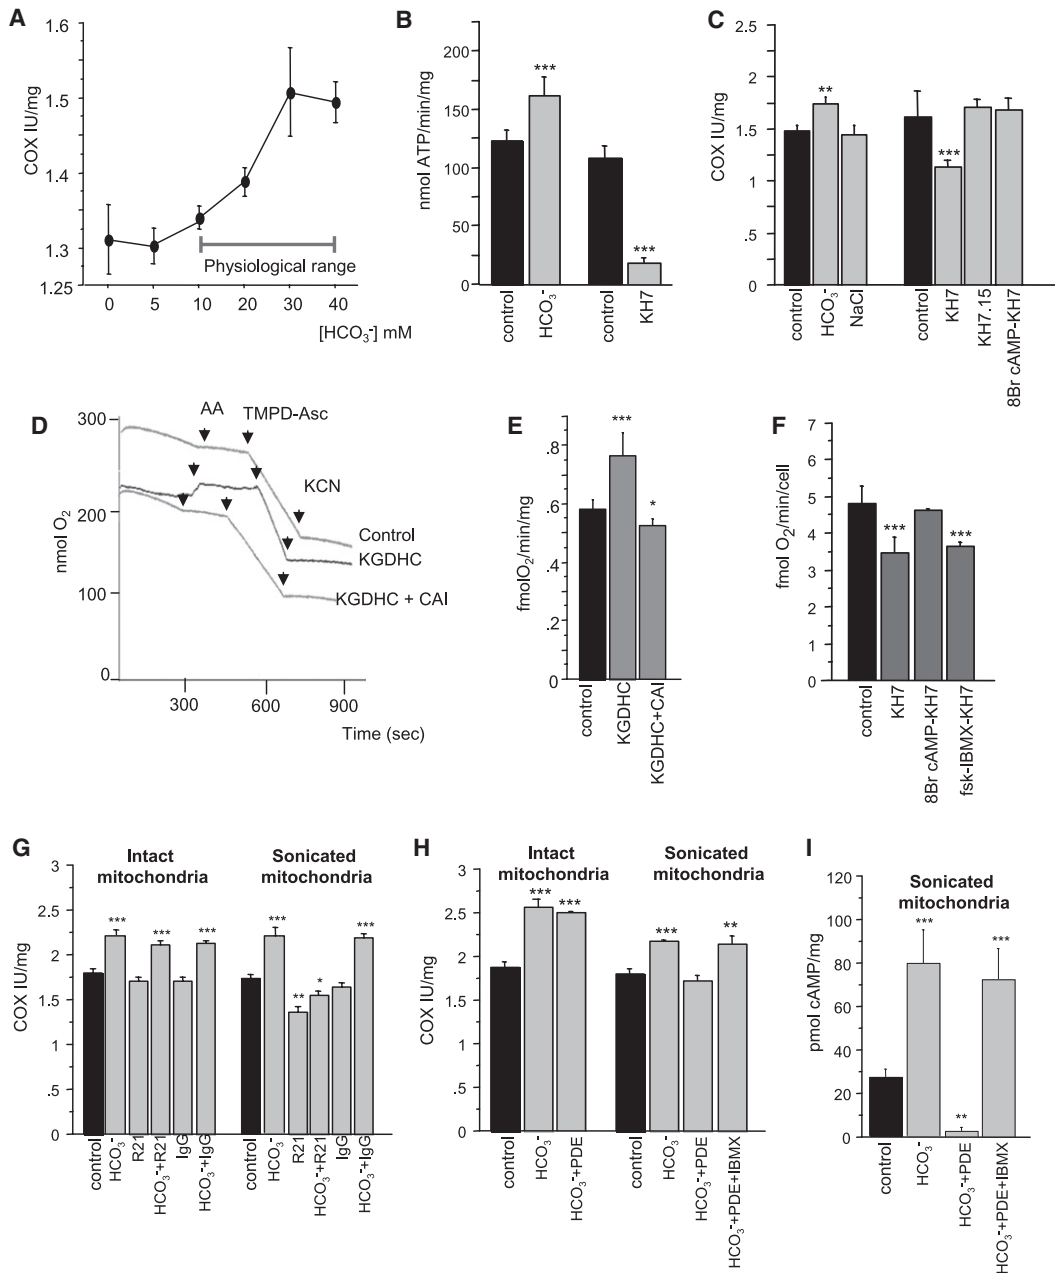 A
COX IU/mg
1.6
1.5
1.4
1.3
1.25
Physiological range
0
5
10
20
30
40
[HCO3-] mM
B
nmol ATP/min/mg
200
150
100
50
0
***
***
control
HCO3-
control
KH7
C
COX IU/mg
2.5
2
1.5
1
.5
0
**
***
control
HCO3-
NaCl
control
KH7
KH7.15
8Br cAMP-KH7
D
nmol O2
300
200
100
0
AA
TMPD-Asc
KCN
Control
KGDHC
KGDHC + CAI
300
600
900
Time (sec)
E
fmolO2/min/mg
.8
.6
.4
.2
0
***
*
control
KGDHC
KGDHC+CAI
F
fmol O2/min/cell
7
6
5
4
3
2
1
0
***
***
control
KH7
8Br cAMP-KH7
fsk-IBMX-KH7
G
Intact
mitochondria
Sonicated
mitochondria
COX IU/mg
3
2.5
2
1.5
1
.5
0
***
***
***
***
**
*
***
control
HCO3-
R21
HCO3-+R21
IgG
HCO3-+IgG
control
HCO3-
R21
HCO3-+R21
IgG
HCO3-+IgG
H
Intact
mitochondria
Sonicated
mitochondria
COX IU/mg
3
2.5
2
1.5
1
.5
0
***
***
***
**
control
HCO3-
HCO3-+PDE
control
HCO3-
HCO3-+PDE
HCO3-+PDE+IBMX
I
Sonicated
mitochondria
pmol cAMP/mg
120
100
80
60
40
20
0
***
**
***
control
HCO3-
HCO3-+PDE
HCO3-+PDE+IBMX